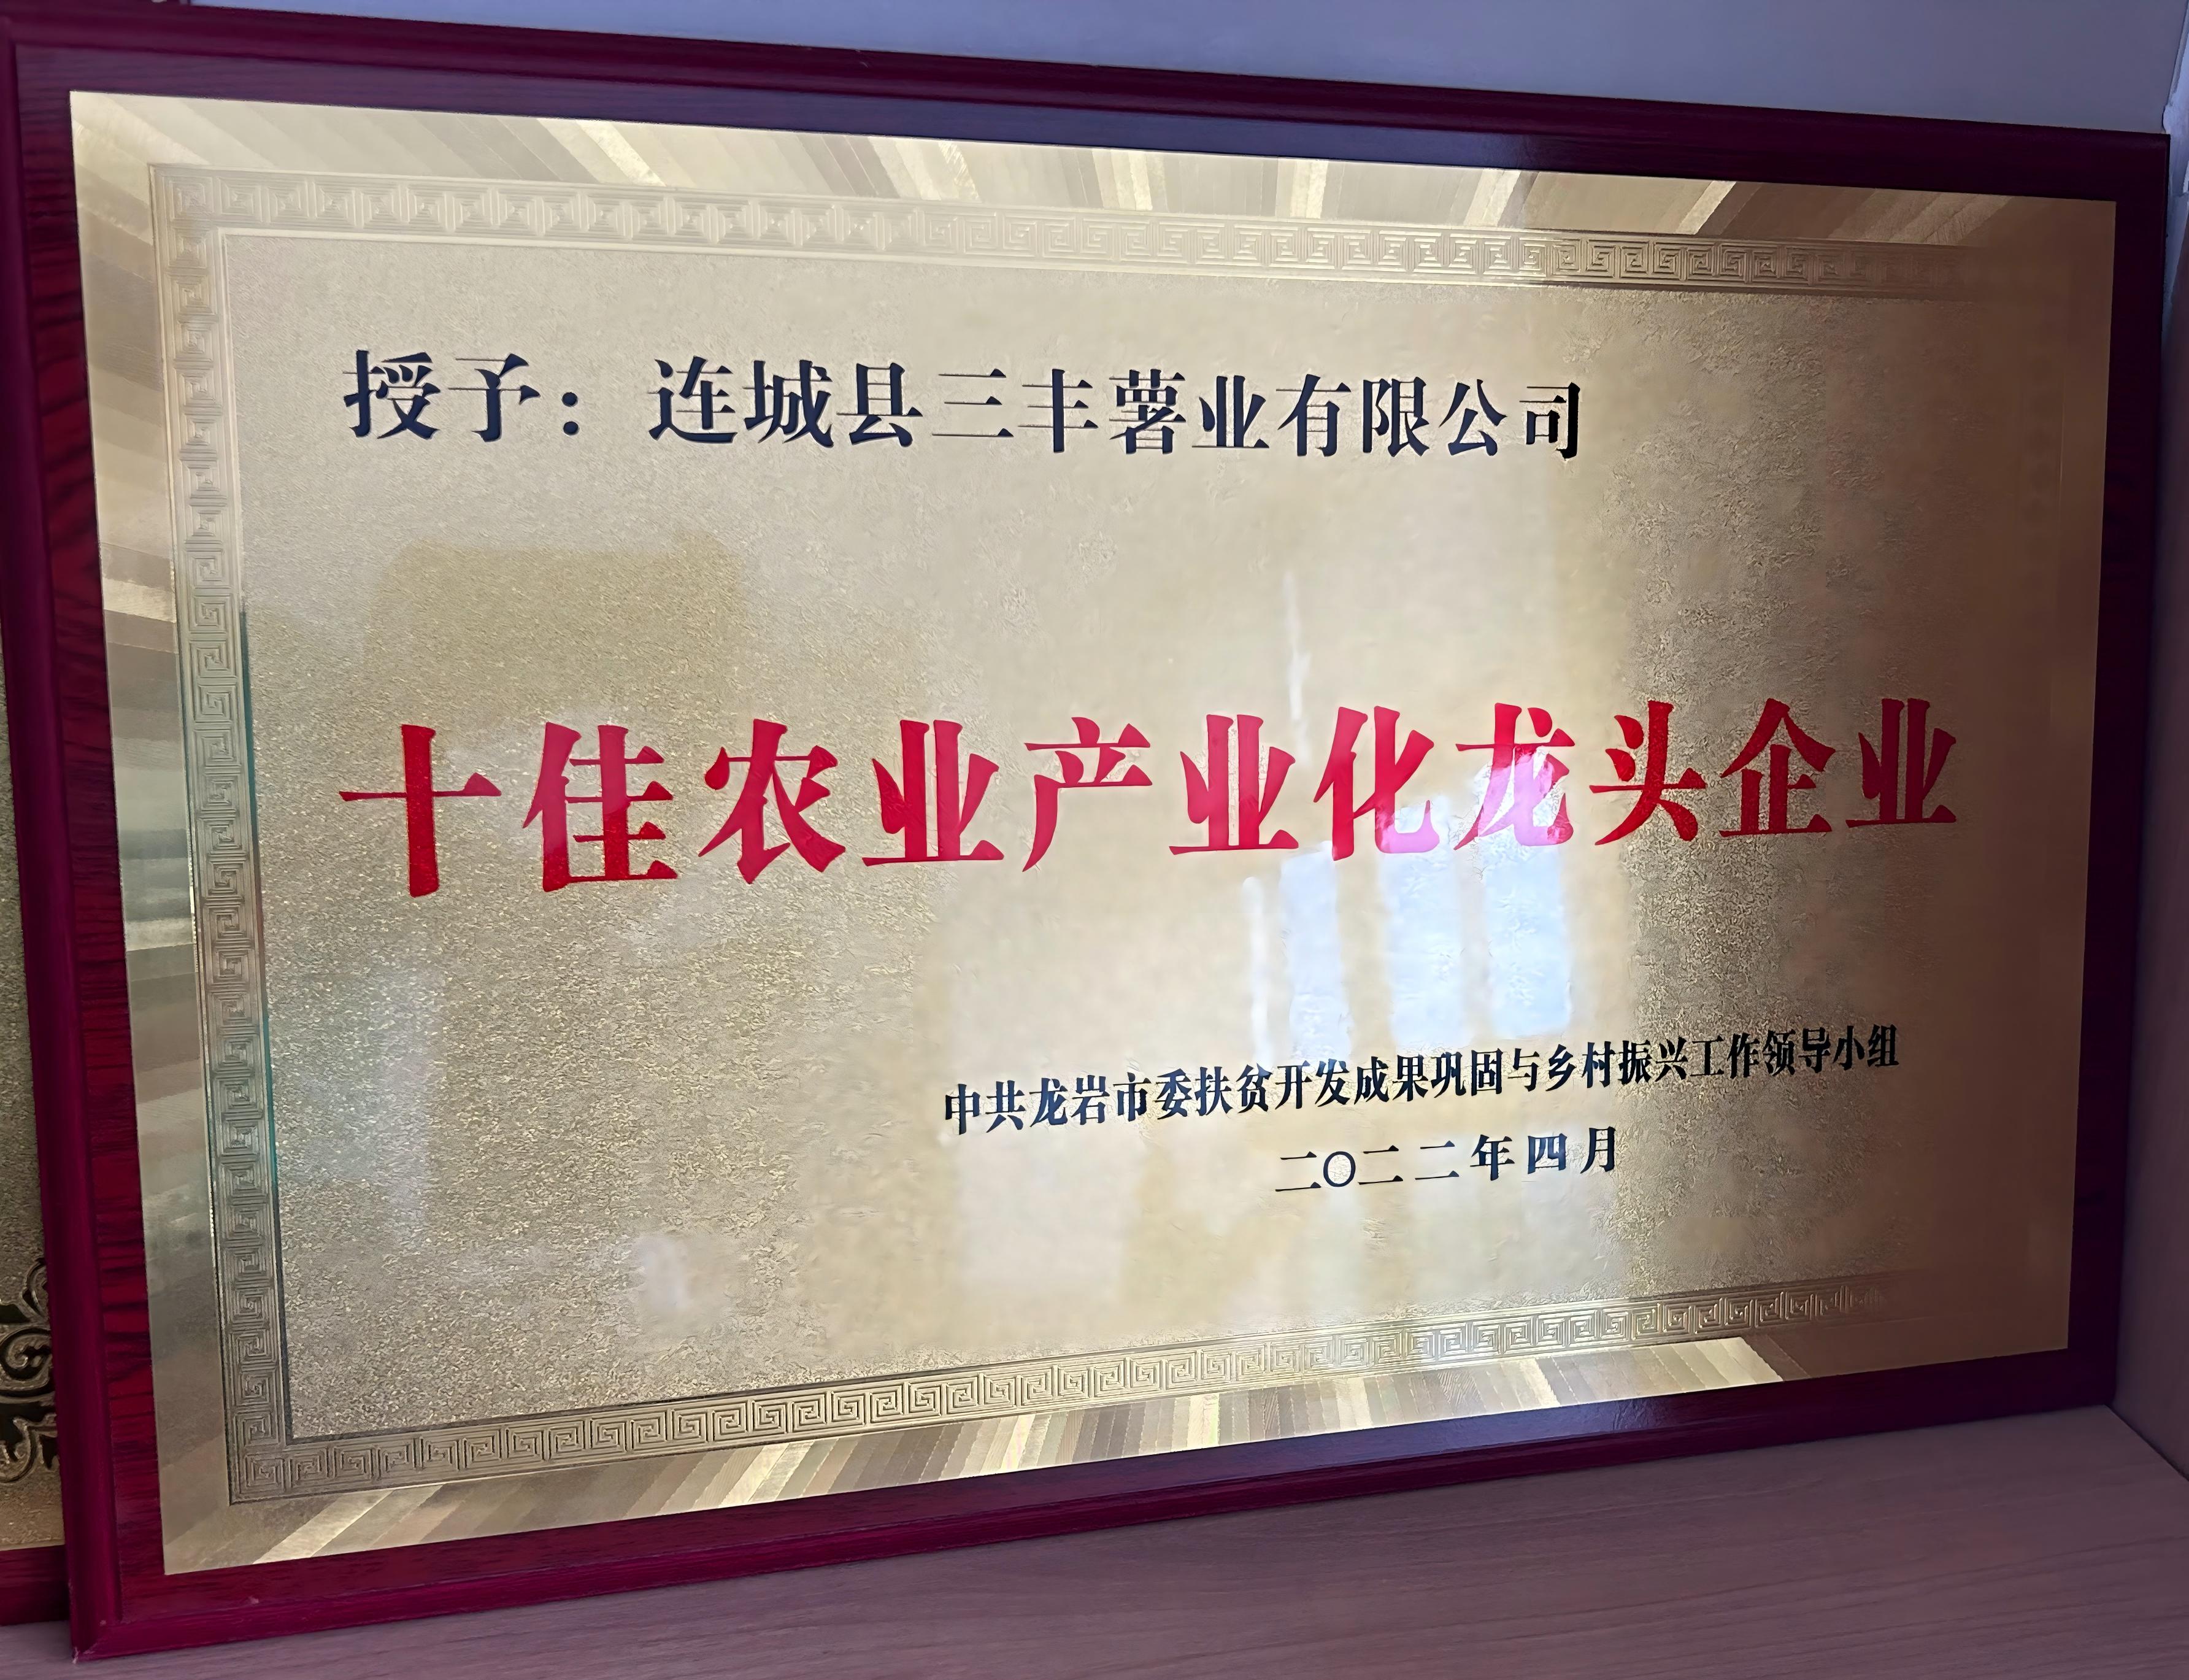 授予：连城县三丰薯业有限公司
十佳农业产业化龙头企业
中共龙岩市委扶贫开发成果巩固与乡村振兴工作领导小组
二〇二二年四月